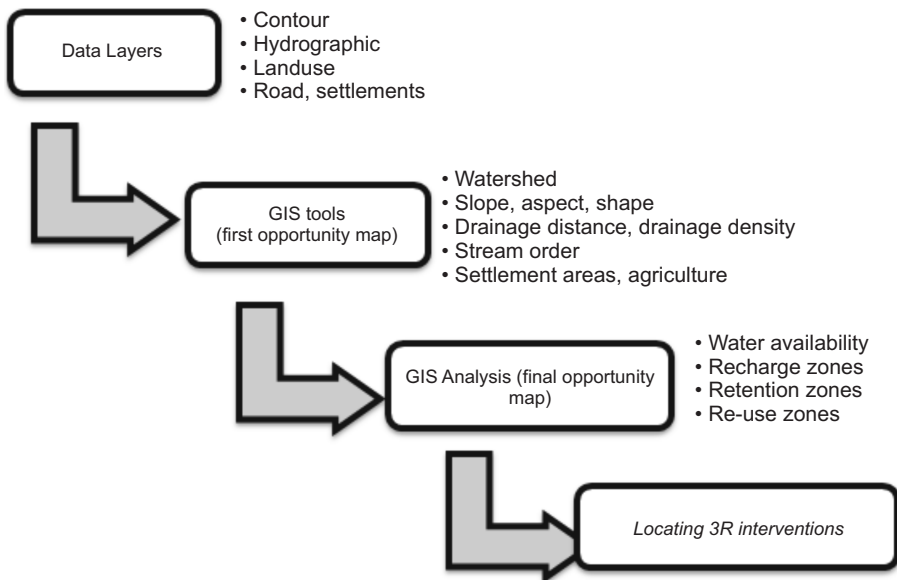 Data Layers
• Contour
• Hydrographic
• Landuse
• Road, settlements
GIS tools
(first opportunity map)
• Watershed
• Slope, aspect, shape
• Drainage distance, drainage density
• Stream order
• Settlement areas, agriculture
GIS Analysis (final opportunity
map)
• Water availability
• Recharge zones
• Retention zones
• Re-use zones
Locating 3R interventions